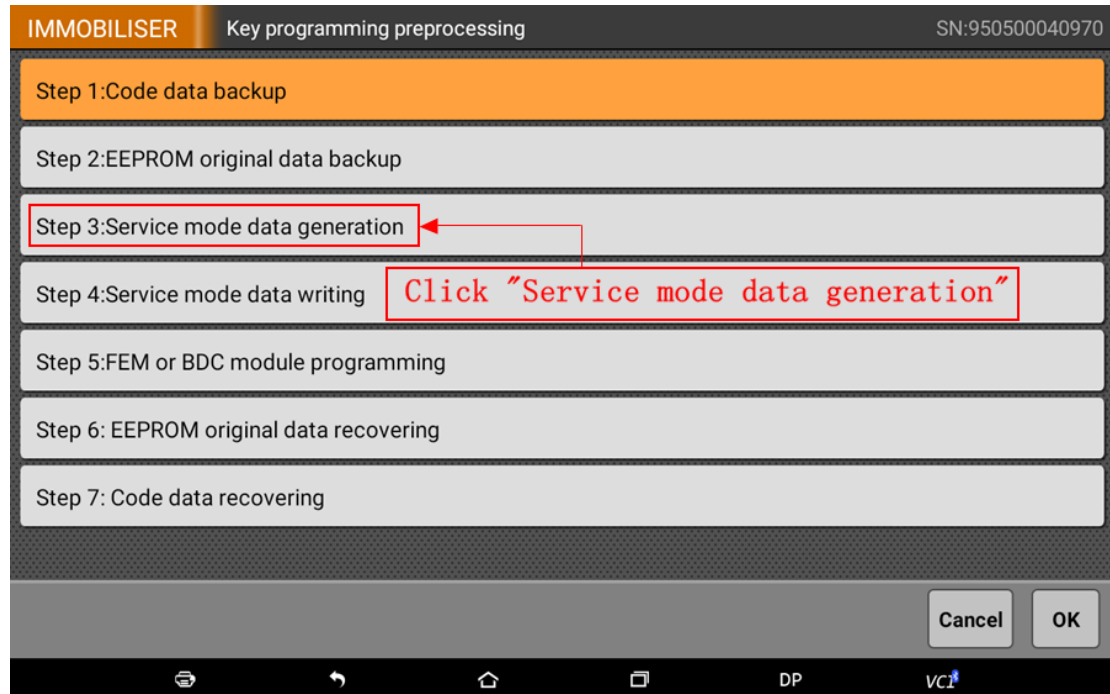 IMMOBILISER Key programming preprocessing SN:950500040970
Step 1:Code data backup
Step 2:EEPROM original data backup
Step 3:Service mode data generation
Step 4:Service mode data writing
Click "Service mode data generation"
Step 5:FEM or BDC module programming
Step 6: EEPROM original data recovering
Step 7: Code data recovering
Cancel OK
DP VCI